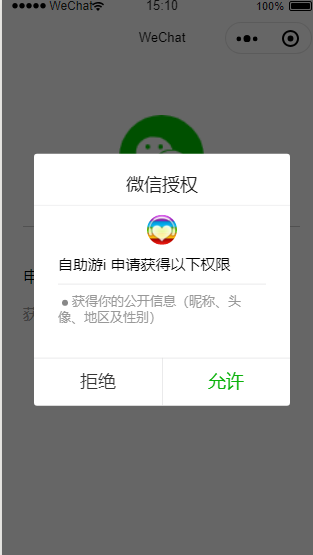 WeChat
15:10
100%
WeChat
微信授权
自助游i 申请获得以下权限
获得你的公开信息（昵称、头
像、地区及性别）
申
获
拒绝
允许